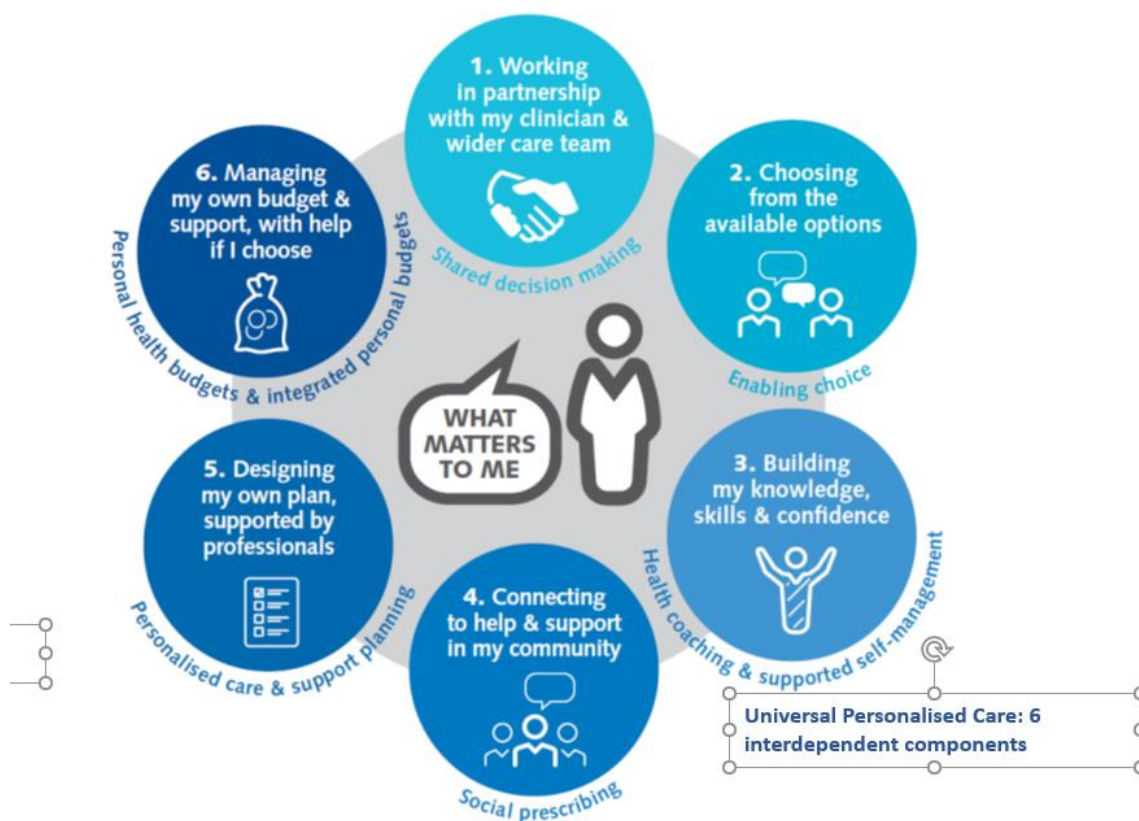 1. Working
in partnership
with my clinician &
wider care team
Shared decision making
2. Choosing
from the
available options
Enabling choice
3. Building
my knowledge,
skills & confidence
Health coaching & supported self-management
4. Connecting
to help & support
in my community
Social prescribing
5. Designing
my own plan,
supported by
professionals
Personalised care & support planning
6. Managing
my own budget &
support, with help
if I choose
Personal health budgets & integrated personal budgets
WHAT
MATTERS
TO ME
Universal Personalised Care: 6
interdependent components